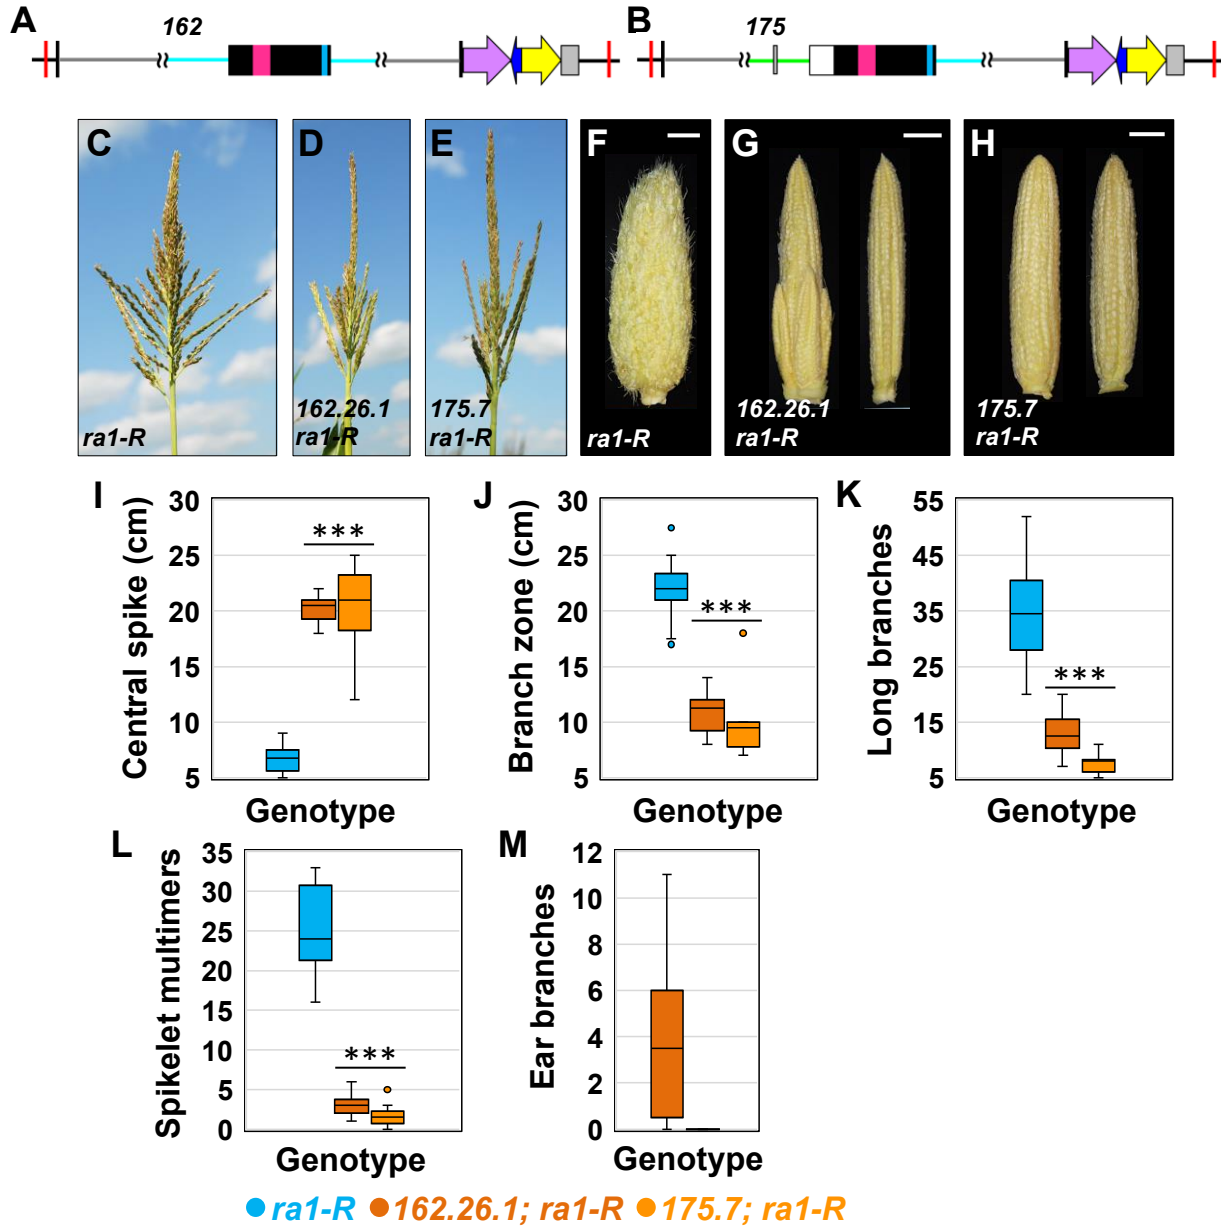 A
162
B
175
C
ra1-R
D
162.26.1
ra1-R
E
175.7
ra1-R
F
ra1-R
G
162.26.1
ra1-R
H
175.7
ra1-R
I
Central spike (cm)
30
25
20
15
10
5
***
Genotype
J
Branch zone (cm)
30
25
20
15
10
5
***
Genotype
K
Long branches
55
45
35
25
15
5
***
Genotype
L
Spikelet multimers
35
30
25
20
15
10
5
0
***
Genotype
M
Ear branches
12
10
8
6
4
2
0
Genotype
ra1-R 162.26.1; ra1-R 175.7; ra1-R